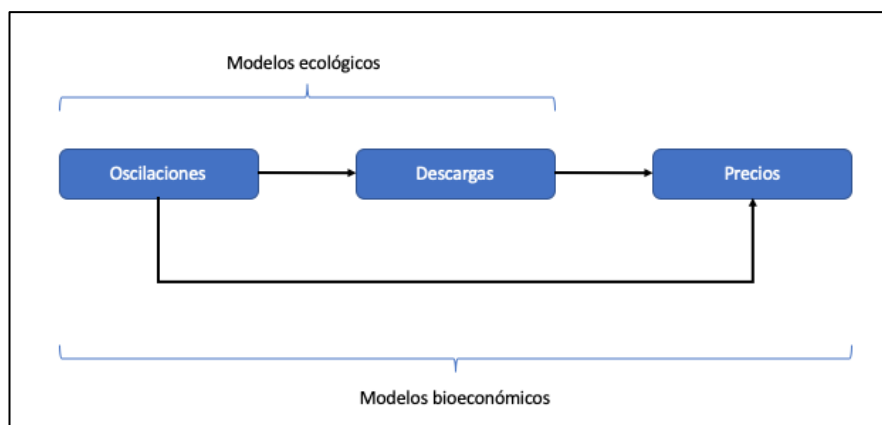 Modelos ecológicos
Oscilaciones
Descargas
Precios
Modelos bioeconómicos